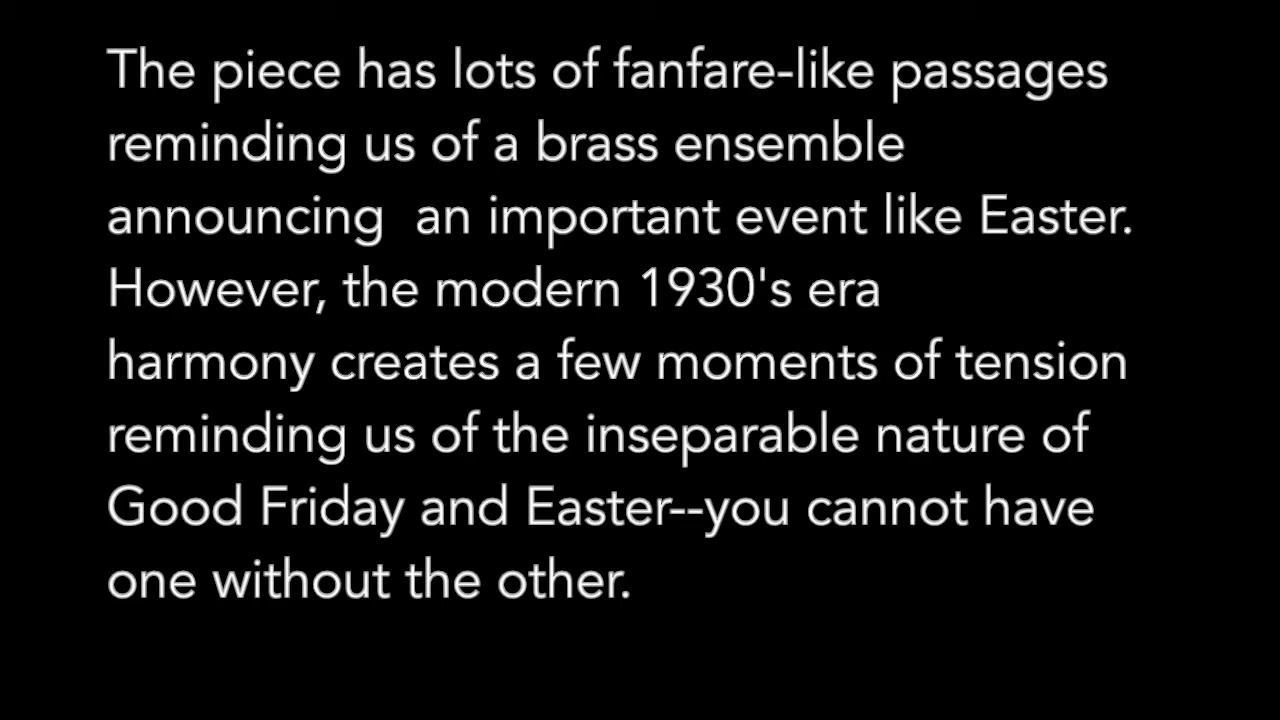 The piece has lots of fanfare-like passages
reminding us of a brass ensemble
announcing  an important event like Easter.
However, the modern 1930's era
harmony creates a few moments of tension
reminding us of the inseparable nature of
Good Friday and Easter--you cannot have
one without the other.